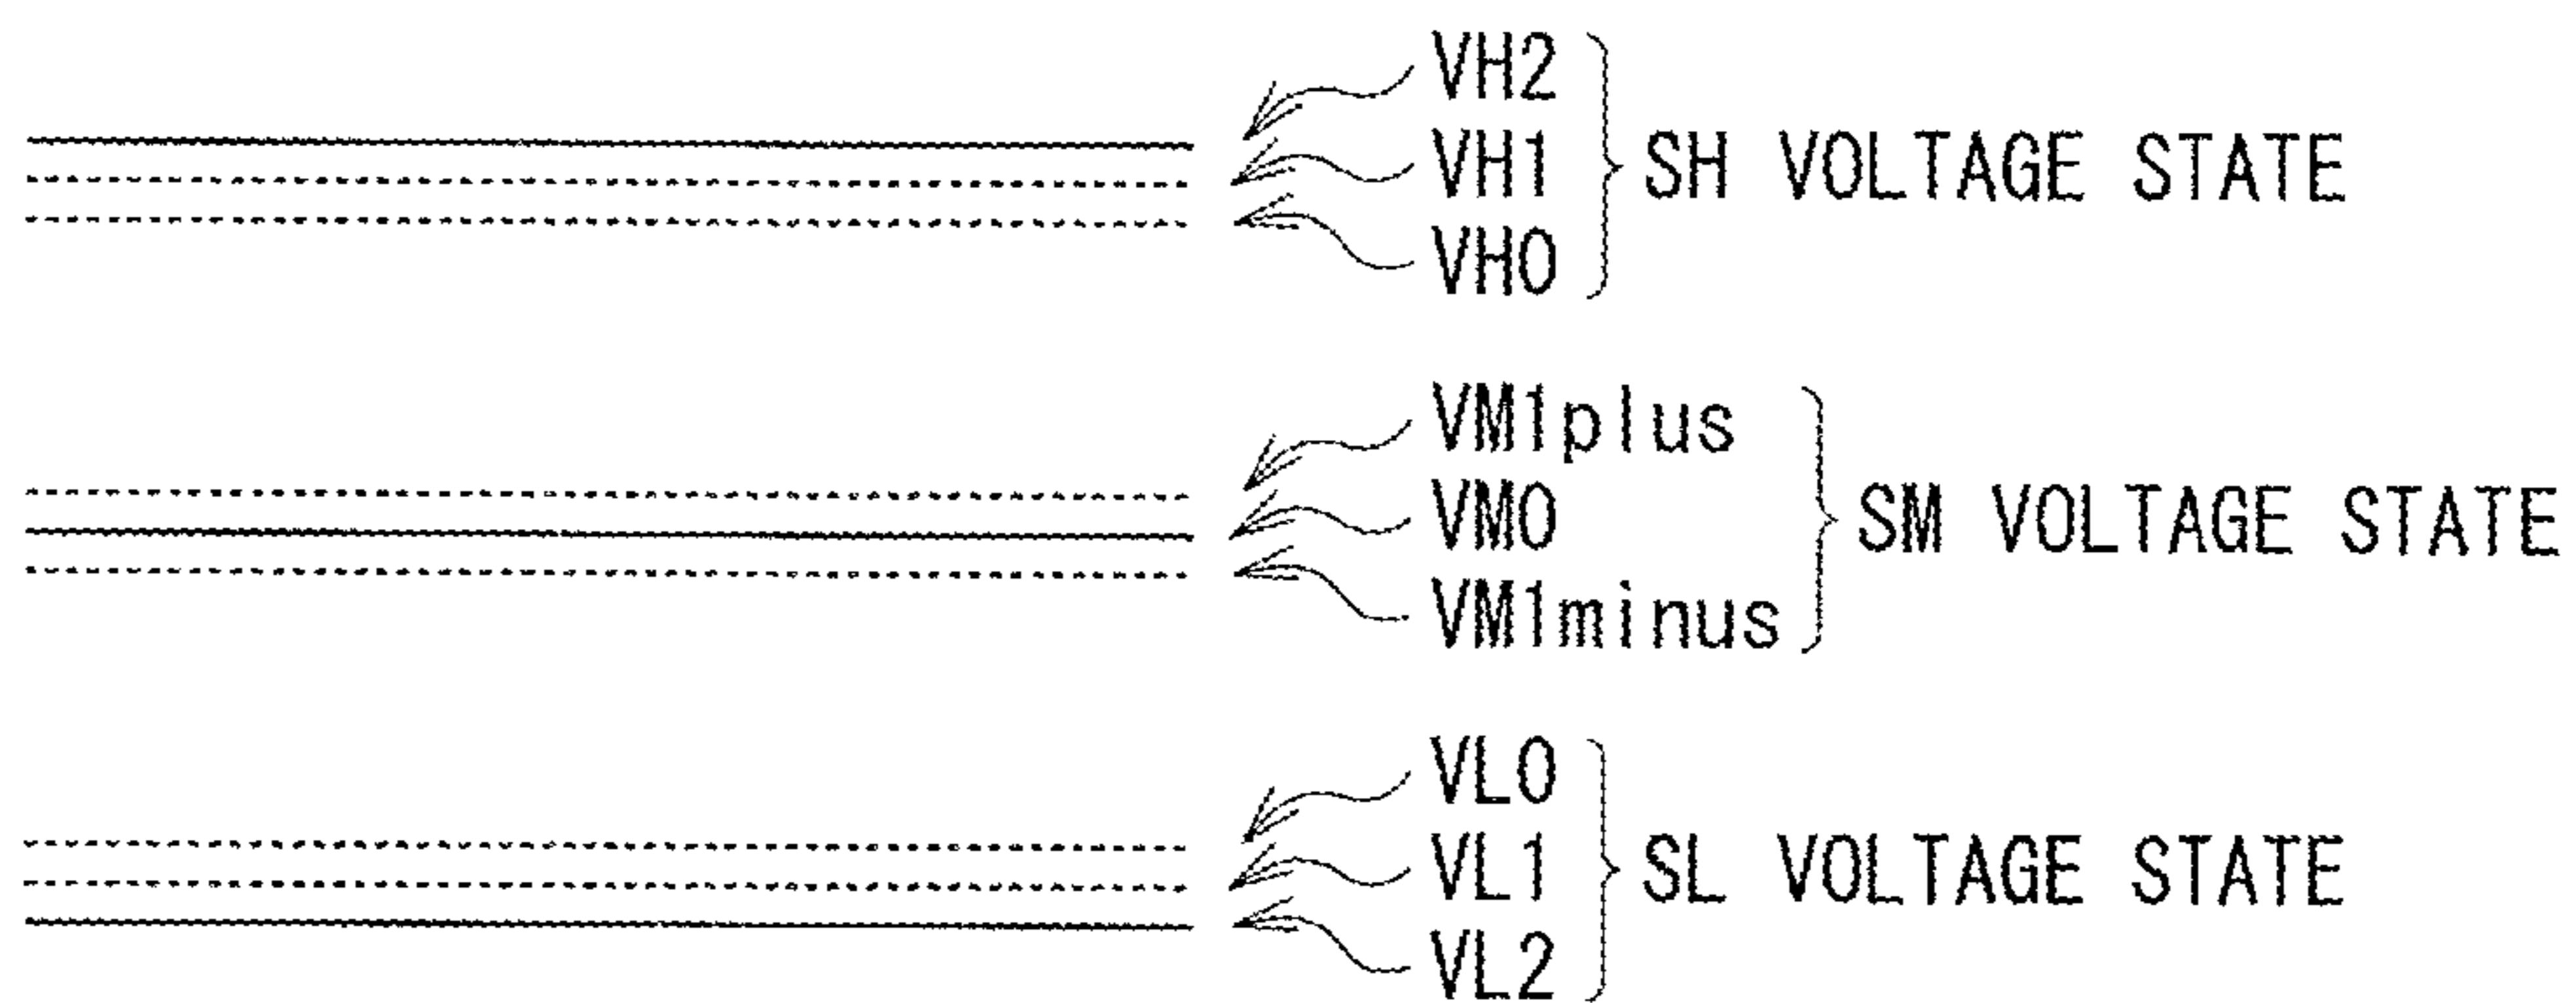 VH2
VH1 SH VOLTAGE STATE
VH0
VM1plus
VM0 SM VOLTAGE STATE
VM1minus
VL0
VL1 SL VOLTAGE STATE
VL2